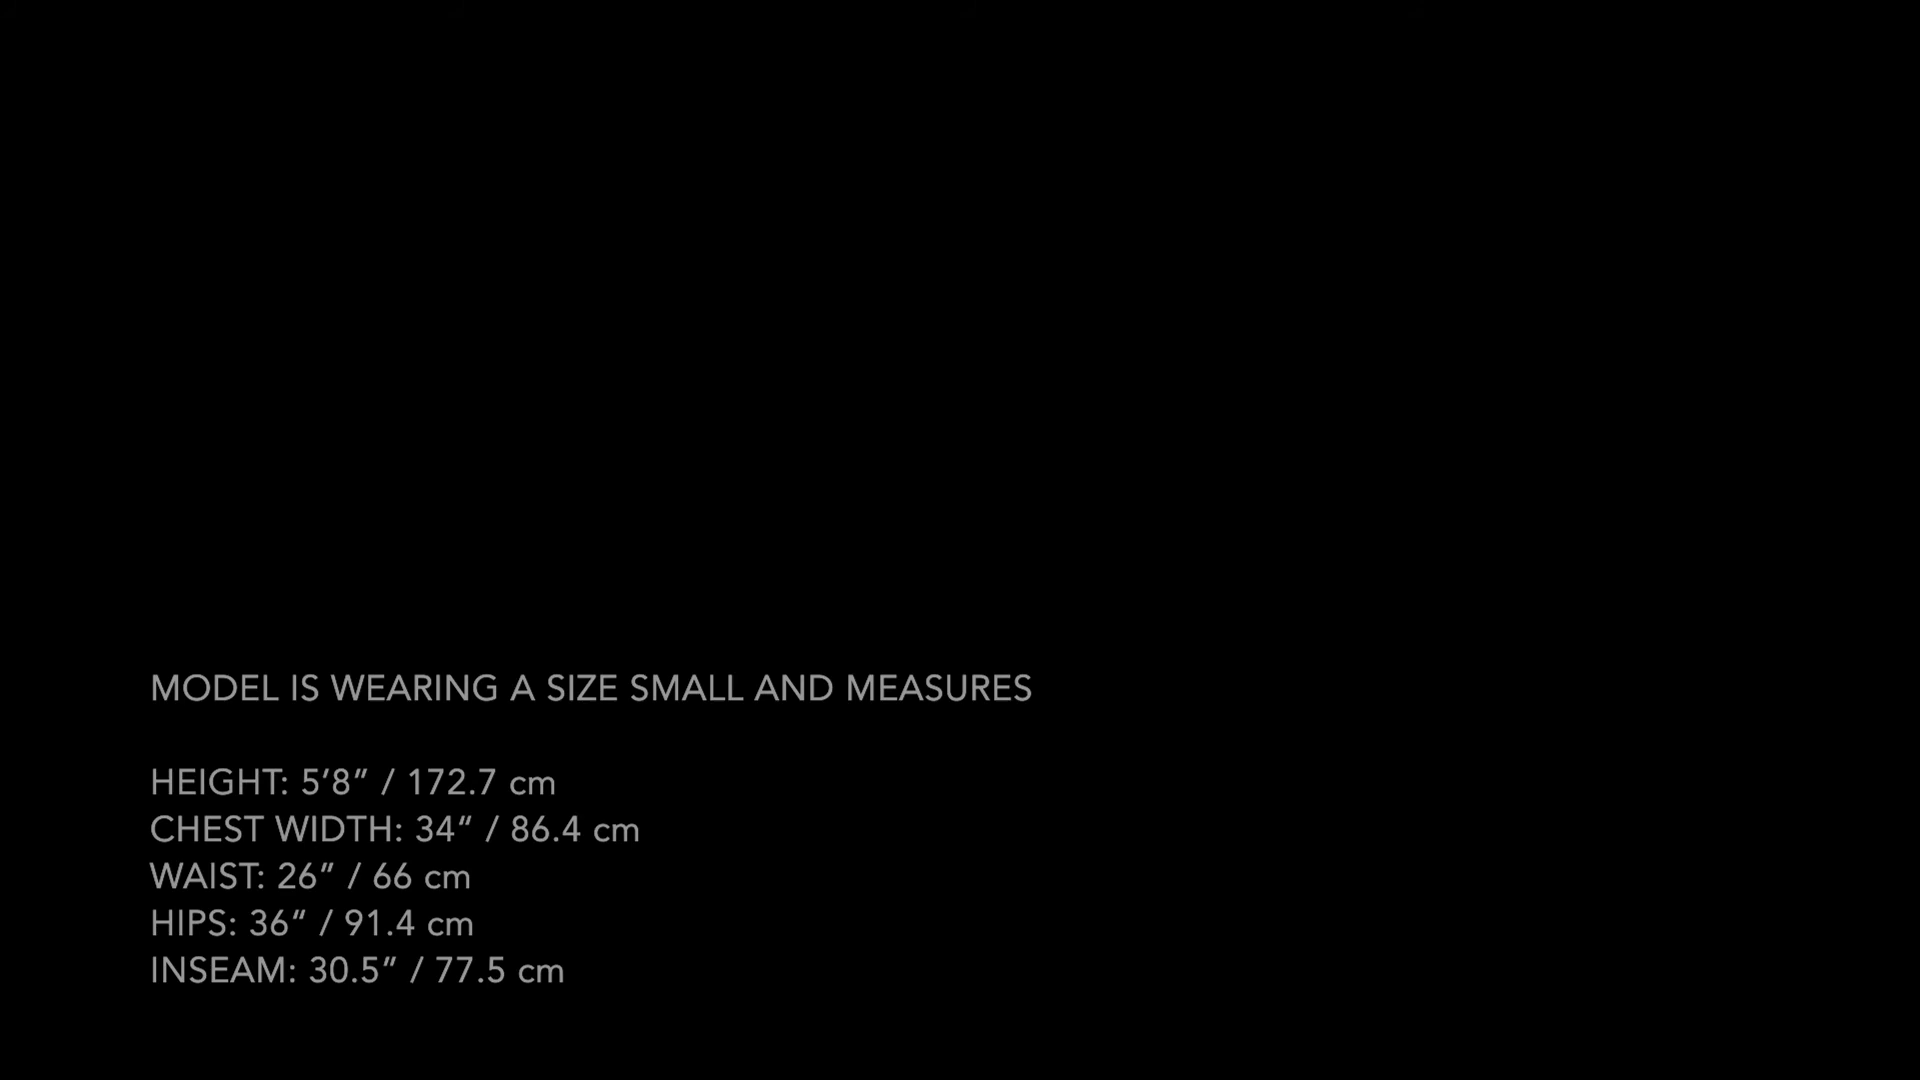 MODEL IS WEARING A SIZE SMALL AND MEASURES
HEIGHT: 5‘8” / 172.7 cm
CHEST WIDTH: 34” / 86.4 cm
WAIST: 26” / 66 cm
HIPS: 36” / 91.4 cm
INSEAM: 30.5” / 77.5 cm